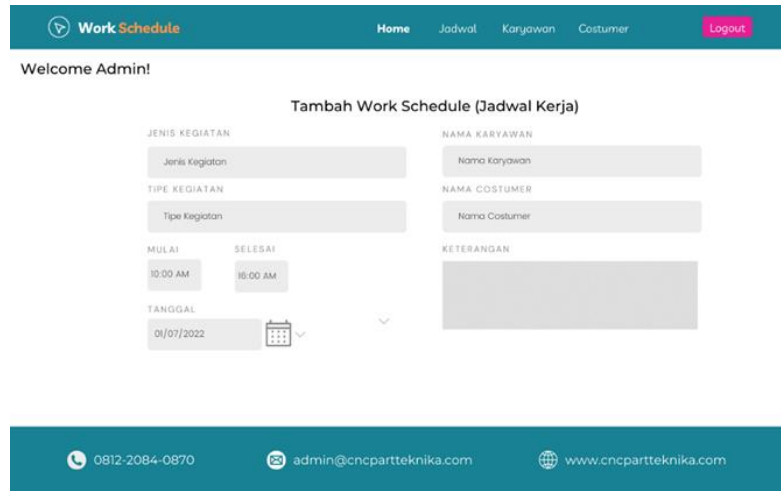 Work Schedule
Home Jadwal Karyawan Costumer Logout
Welcome Admin!
Tambah Work Schedule (Jadwal Kerja)
JENIS KEGIATAN
Jenis Kegiatan
TIPE KEGIATAN
Tipe Kegiatan
MULAI SELESAI
10:00 AM 16:00 AM
TANGGAL
01/07/2022
NAMA KARYAWAN
Nama Karyawan
NAMA COSTUMER
Nama Costumer
KETERANGAN
0812-2084-0870 admin@cncpartteknika.com www.cncpartteknika.com